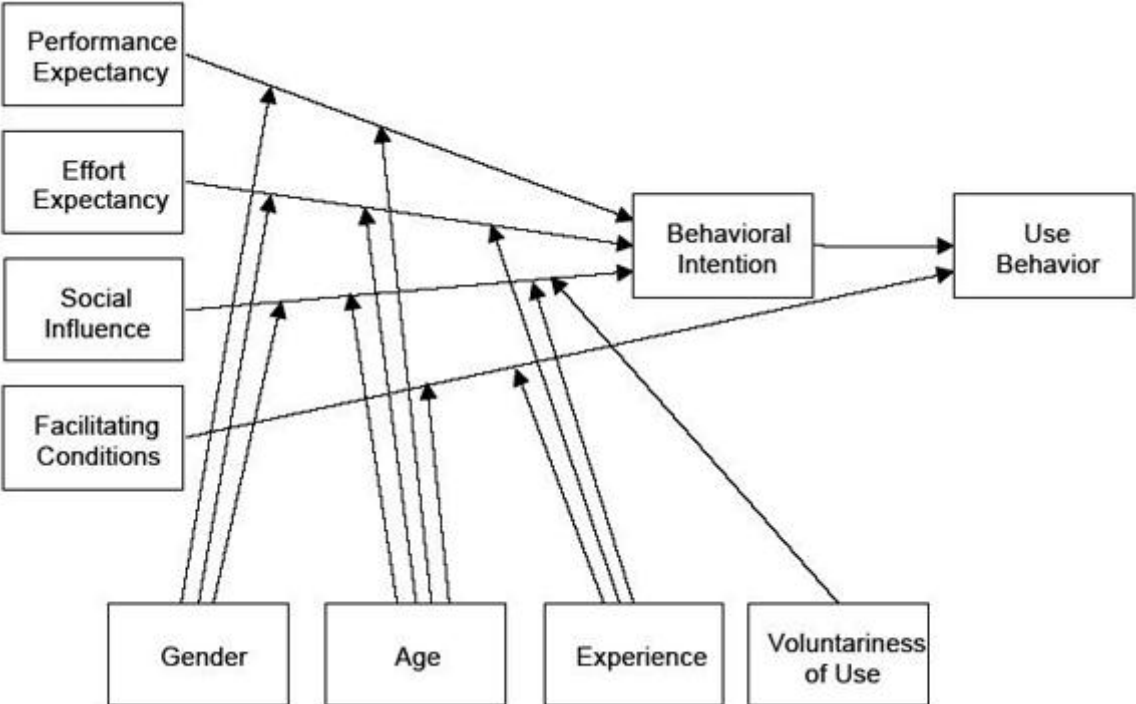 Performance
Expectancy
Effort
Expectancy
Social
Influence
Facilitating
Conditions
Behavioral
Intention
Use
Behavior
Gender
Age
Experience
Voluntariness
of Use